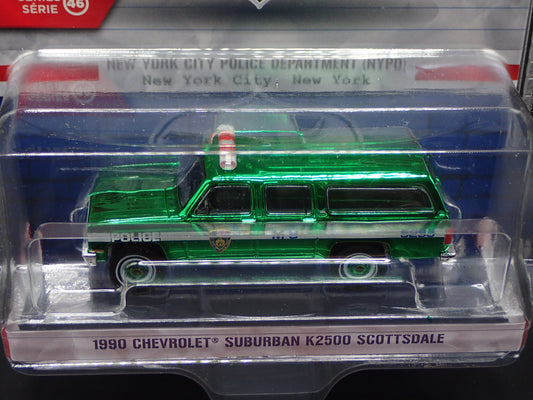 SERIES
SÉRIE 46
NEW YORK CITY POLICE DEPARTMENT (NYPD)
New York City, New York
POLICE
1990 CHEVROLET® SUBURBAN K2500 SCOTTSDALE